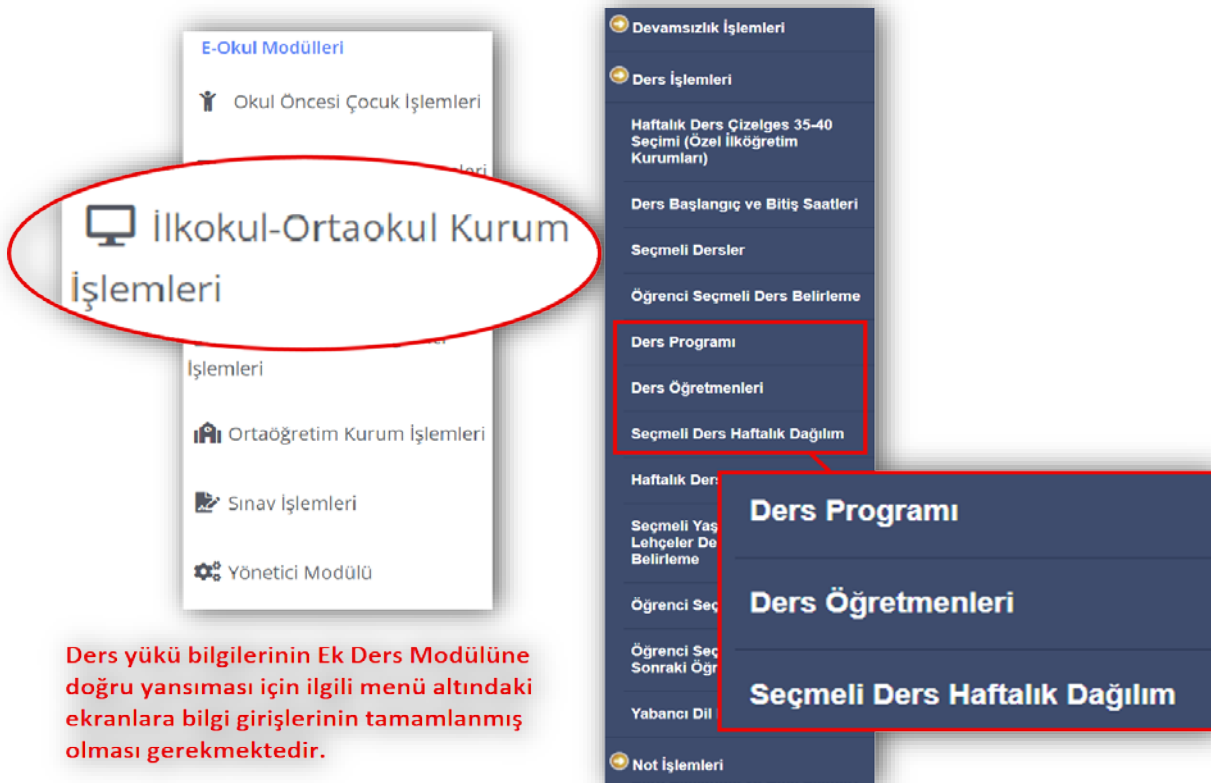 E-Okul Modülleri
Okul Öncesi Çocuk İşlemleri
İlkokul-Ortaokul Kurum
İşlemleri
İşlemleri
Ortaöğretim Kurum İşlemleri
Sınav İşlemleri
Yönetici Modülü
Ders yükü bilgilerinin Ek Ders Modülüne
doğru yansıması için ilgili menü altındaki
ekranlara bilgi girişlerinin tamamlanmış
olması gerekmektedir.
Devamsızlık İşlemleri
Ders İşlemleri
Haftalık Ders Çizelges 35-40
Seçimi (Özel İlköğretim
Kurumları)
Ders Başlangıç ve Bitiş Saatleri
Seçmeli Dersler
Öğrenci Seçmeli Ders Belirleme
Ders Programı
Ders Öğretmenleri
Seçmeli Ders Haftalık Dağılım
Haftalık Ders
Seçmeli Yaş
Lehçeler De
Belirleme
Öğrenci Seç
Öğrenci Seç
Sonraki Öğr
Yabancı Dil
Not İşlemleri
Ders Programı
Ders Öğretmenleri
Seçmeli Ders Haftalık Dağılım